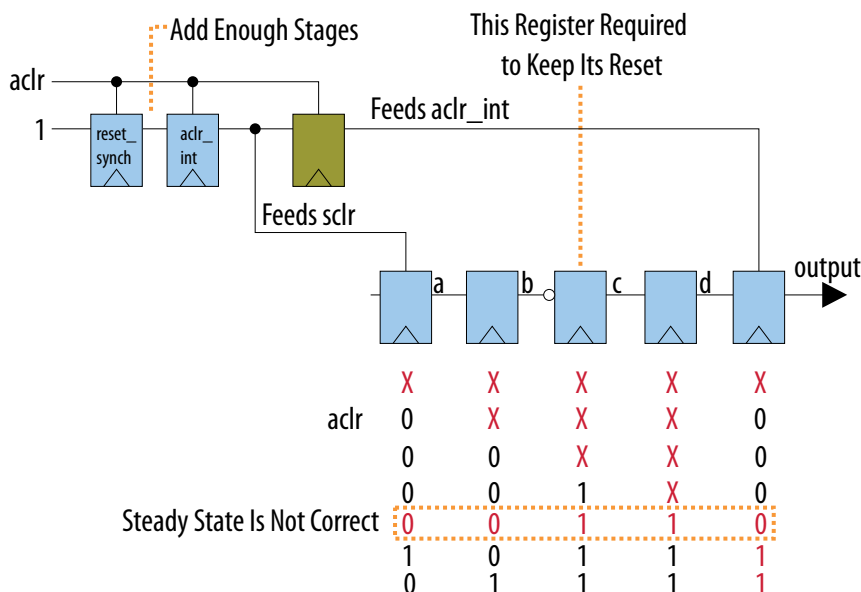 Add Enough Stages
This Register Required
to Keep Its Reset
aclr
1
reset_
synch
aclr_
int
Feeds aclr_int
Feeds sclr
a
b
c
d
output
X X X X X
aclr 0 X X X 0
0 0 X X 0
0 0 1 X 0
Steady State Is Not Correct 0 0 1 1 0
1 0 1 1 1
0 1 1 1 1